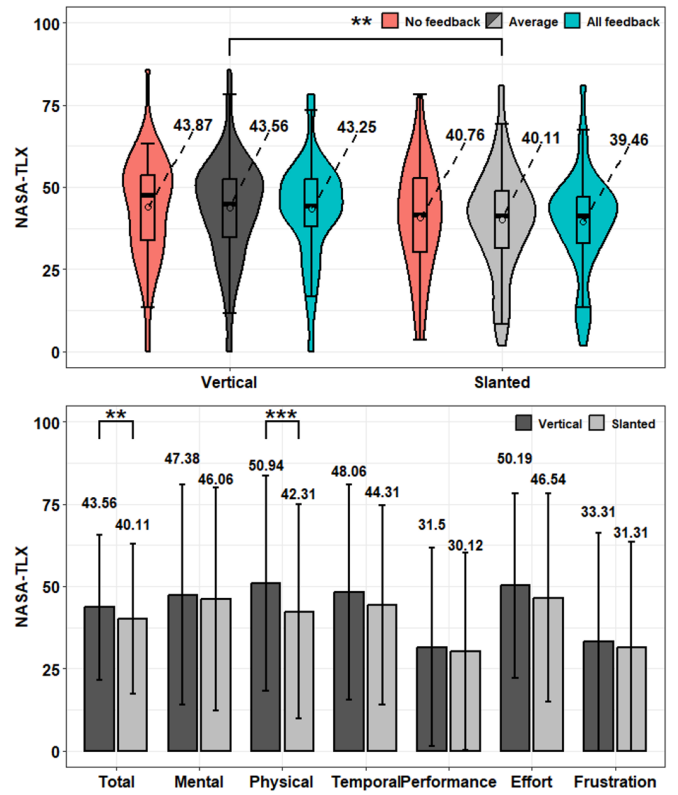 100
** No feedback Average All feedback
75
43.87 43.56 43.25 40.76 40.11 39.46
50
25
0
NASA-TLX
Vertical Slanted
100
** *** Vertical Slanted
47.38 50.94 48.06 50.19
43.56 40.11 46.06 42.31 44.31 31.5 30.12 46.54 33.31 31.31
75
50
25
0
NASA-TLX
Total Mental Physical Temporal Performance Effort Frustration